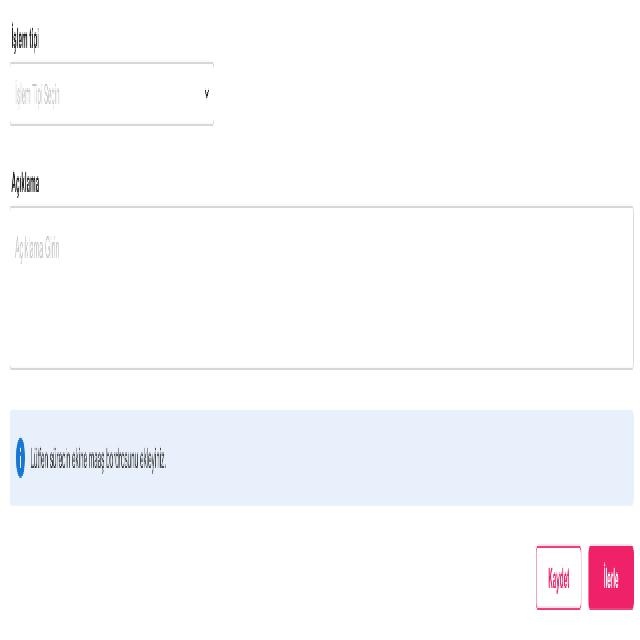 İşlem tipi
İşlem Tipi Seçin
Açıklama
Açıklama Girin
Lütfen sürecin ekine maaş bordrosunu ekleyiniz.
Kaydet
İlerle